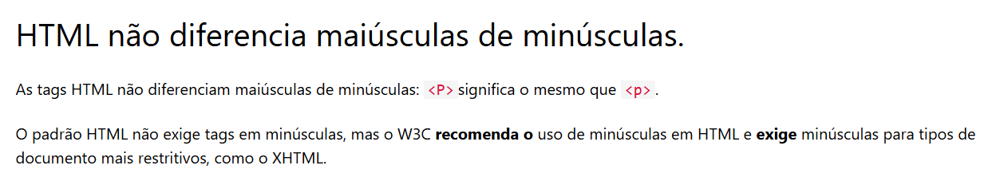 HTML não diferencia maiúsculas de minúsculas.
As tags HTML não diferenciam maiúsculas de minúsculas: <P> significa o mesmo que <p>.
O padrão HTML não exige tags em minúsculas, mas o W3C recomenda o uso de minúsculas em HTML e exige minúsculas para tipos de
documento mais restritivos, como o XHTML.